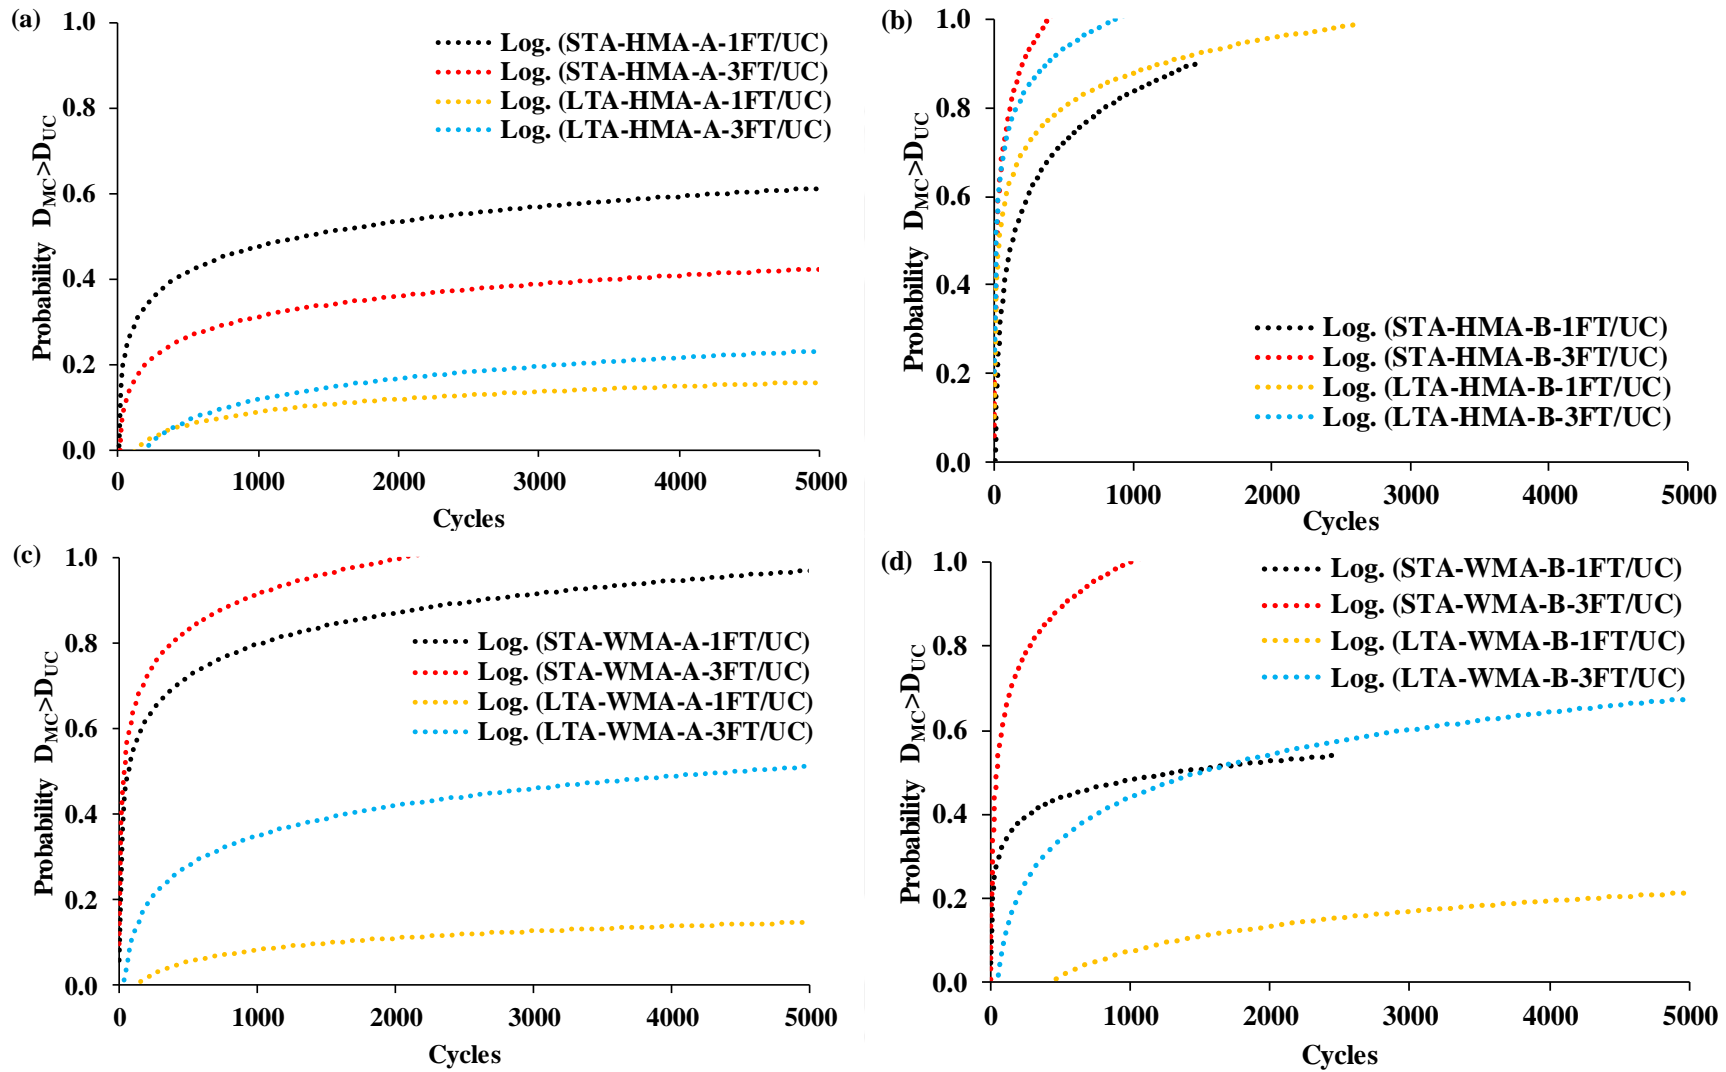 (a)
Probability D_MC>D_UC
1.0
0.8
0.6
0.4
0.2
0.0
Log. (STA-HMA-A-1FT/UC)
Log. (STA-HMA-A-3FT/UC)
Log. (LTA-HMA-A-1FT/UC)
Log. (LTA-HMA-A-3FT/UC)
0 1000 2000 3000 4000 5000
Cycles
(b)
Probability D_MC>D_UC
1.0
0.8
0.6
0.4
0.2
0.0
Log. (STA-HMA-B-1FT/UC)
Log. (STA-HMA-B-3FT/UC)
Log. (LTA-HMA-B-1FT/UC)
Log. (LTA-HMA-B-3FT/UC)
0 1000 2000 3000 4000 5000
Cycles
(c)
Probability D_MC>D_UC
1.0
0.8
0.6
0.4
0.2
0.0
Log. (STA-WMA-A-1FT/UC)
Log. (STA-WMA-A-3FT/UC)
Log. (LTA-WMA-A-1FT/UC)
Log. (LTA-WMA-A-3FT/UC)
0 1000 2000 3000 4000 5000
Cycles
(d)
Probability D_MC>D_UC
1.0
0.8
0.6
0.4
0.2
0.0
Log. (STA-WMA-B-1FT/UC)
Log. (STA-WMA-B-3FT/UC)
Log. (LTA-WMA-B-1FT/UC)
Log. (LTA-WMA-B-3FT/UC)
0 1000 2000 3000 4000 5000
Cycles